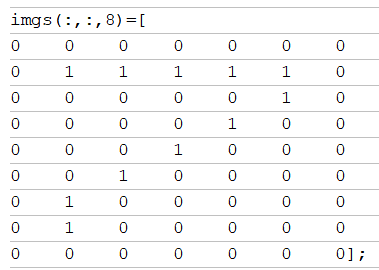 imgs(:,:,8)=[
0 0 0 0 0 0 0
0 1 1 1 1 1 0
0 0 0 0 0 1 0
0 0 0 0 1 0 0
0 0 0 1 0 0 0
0 0 1 0 0 0 0
0 1 0 0 0 0 0
0 1 0 0 0 0 0
0 0 0 0 0 0 0];